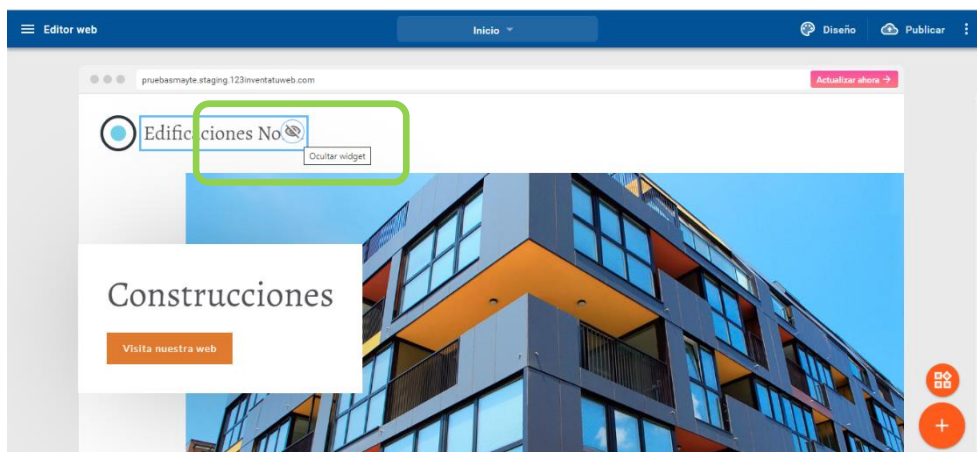 Editor web
Inicio
Diseño
Publicar
pruebasmayte.staging.123inventatuweb.com
Actualizar ahora →
Edificaciones No
Ocultar widget
Construcciones
Visita nuestra web